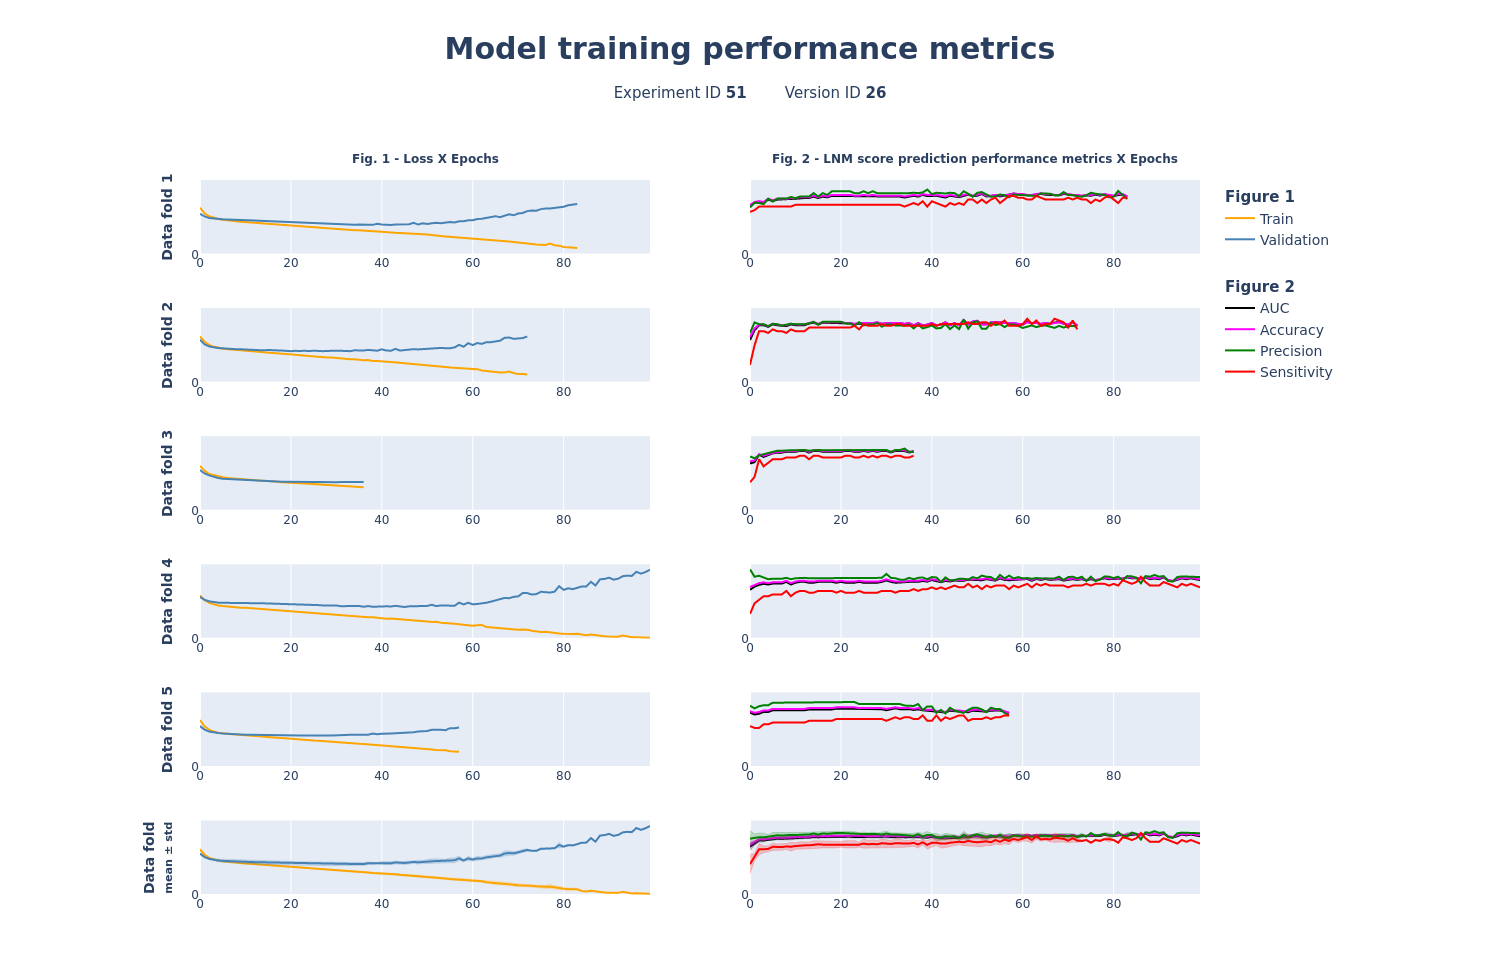 Model training performance metrics
Experiment ID 51 Version ID 26
Fig. 1 - Loss X Epochs
Fig. 2 - LNM score prediction performance metrics X Epochs
Data fold 1
0
0 20 40 60 80
0
0 20 40 60 80
Figure 1
Train
Validation
Figure 2
AUC
Accuracy
Precision
Sensitivity
Data fold 2
0
0 20 40 60 80
0
0 20 40 60 80
Data fold 3
0
0 20 40 60 80
0
0 20 40 60 80
Data fold 4
0
0 20 40 60 80
0
0 20 40 60 80
Data fold 5
0
0 20 40 60 80
0
0 20 40 60 80
Data fold
mean ± std
0
0 20 40 60 80
0
0 20 40 60 80